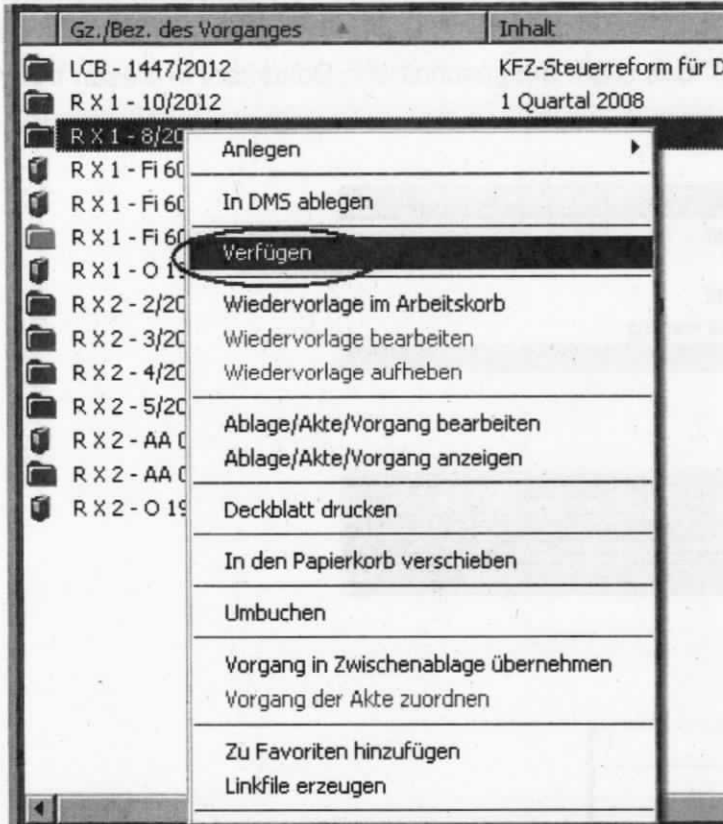 Gz./Bez. des Vorganges Inhalt
LCB - 1447/2012 KFZ-Steuerreform für D
R X 1 - 10/2012 1 Quartal 2008
R X 1 - 8/20
R X 1 - Fi 60
R X 1 - Fi 60
R X 1 - Fi 60
R X 1 - O 1
R X 2 - 2/20
R X 2 - 3/20
R X 2 - 4/20
R X 2 - 5/20
R X 2 - AA 0
R X 2 - AA 0
R X 2 - O 19
Anlegen
In DMS ablegen
Verfügen
Wiedervorlage im Arbeitskorb
Wiedervorlage bearbeiten
Wiedervorlage aufheben
Ablage/Akte/Vorgang bearbeiten
Ablage/Akte/Vorgang anzeigen
Deckblatt drucken
In den Papierkorb verschieben
Umbuchen
Vorgang in Zwischenablage übernehmen
Vorgang der Akte zuordnen
Zu Favoriten hinzufügen
Linkfile erzeugen